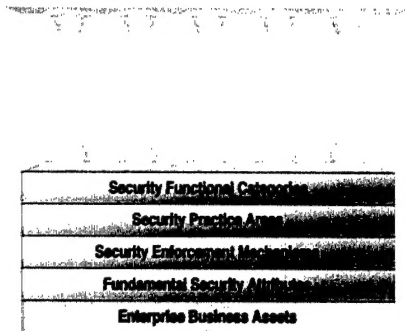 Security Functional Categories
Security Practice Areas
Security Enforcement Mechanisms
Fundamental Security Attributes
Enterprise Business Assets